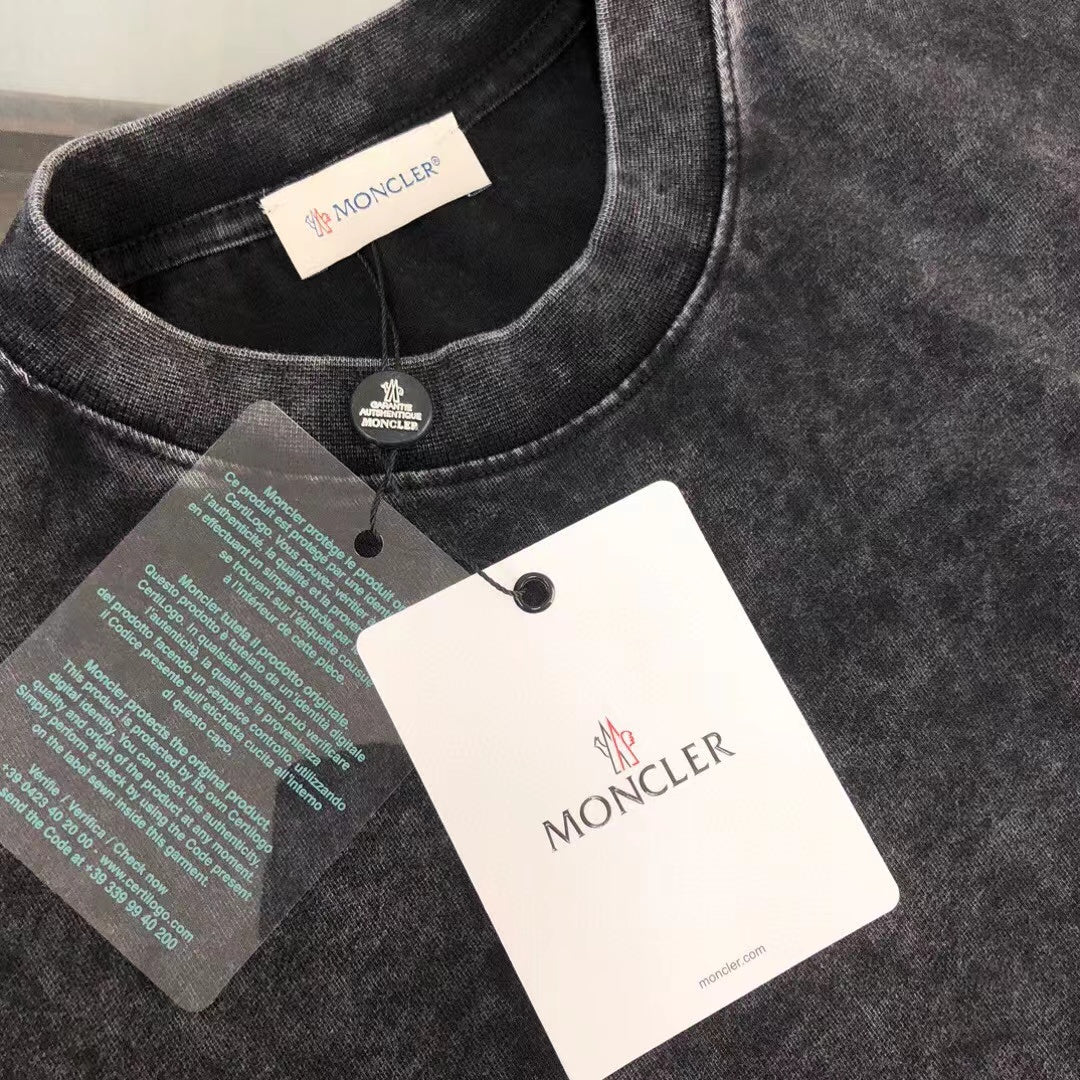 MONCLER®
GARANTIE
AUTHENTIQUE
MONCLER
Moncler protège le produit
Ce produit est protégé par une
CertiLogo. Vous pouvez vérifier
l'authenticité, la qualité et la
en effectuant un simple contrôle
se trouvant sur l'étiquette
à l'intérieur de cette pièce.
Moncler tutela il prodotto originale.
Questo prodotto è tutelato da un'identità digitale
CertiLogo. In qualsiasi momento può verificare
l'autenticità, la qualità e la provenienza
del prodotto facendo un semplice controllo, utilizzando
il Codice presente sull'etichetta cucita all'interno
di questo capo.
Moncler protects the original product.
This product is protected by its own Certilogo
digital identity. You can check the authenticity,
quality and origin of the product at any moment.
Simply perform a check by using the Code present
on the label sewn inside this garment.
Verifie / Verifica / Check now
+39 0423 40 20 00 - www.certilogo.com
send the Code at +39 339 99 40 200
MONCLER
moncler.com